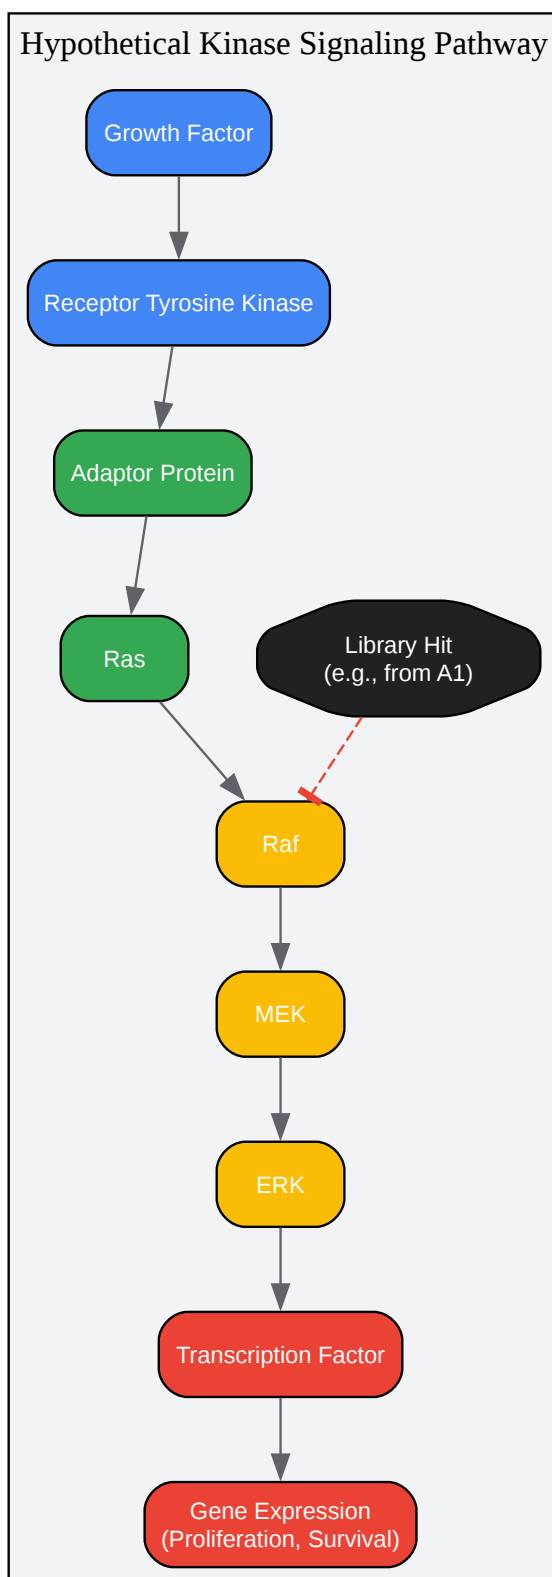 Hypothetical Kinase Signaling Pathway
Growth Factor
Receptor Tyrosine Kinase
Adaptor Protein
Ras
Library Hit
(e.g., from A1)
Raf
MEK
ERK
Transcription Factor
Gene Expression
(Proliferation, Survival)